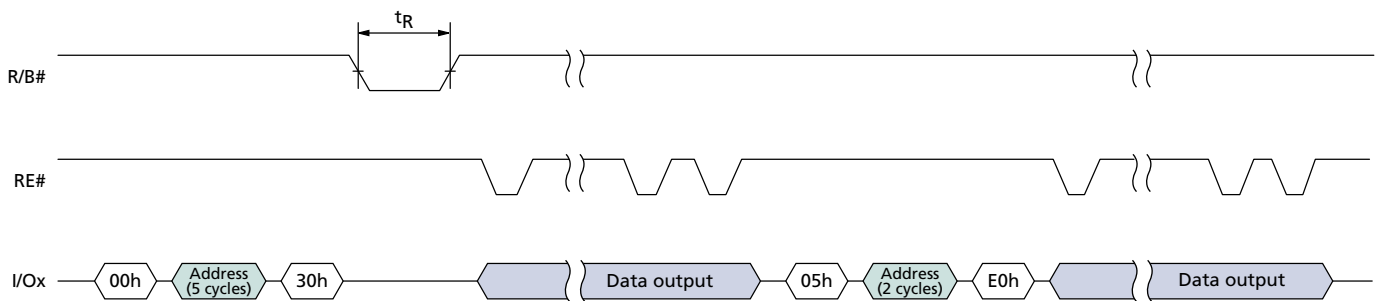 tR
R/B#
RE#
I/Ox
00h
Address
(5 cycles)
30h
Data output
05h
Address
(2 cycles)
E0h
Data output